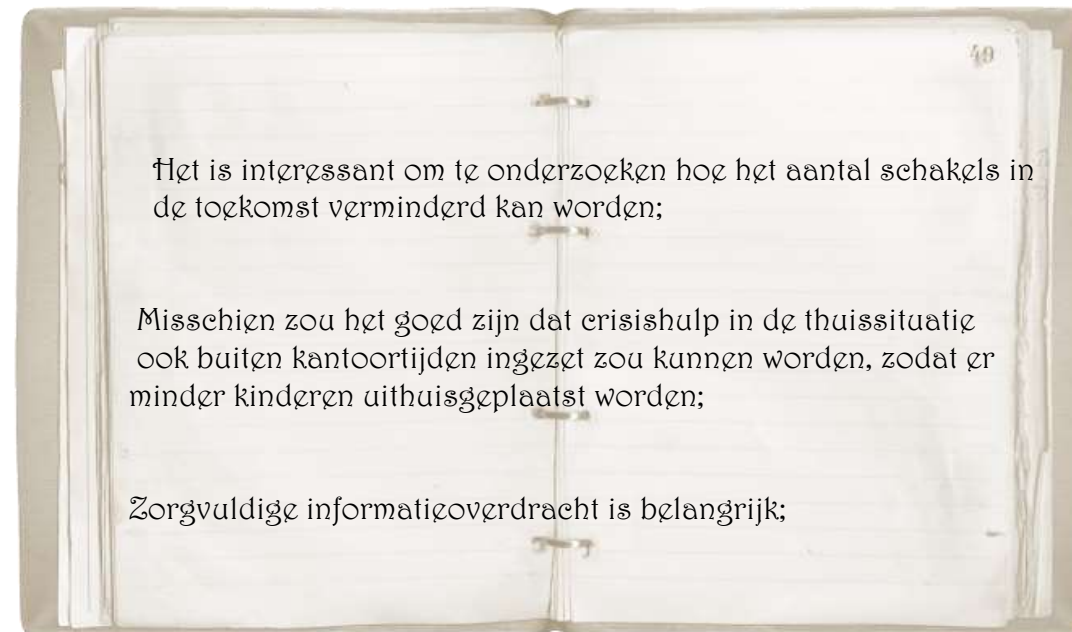 49
Het is interessant om te onderzoeken hoe het aantal schakels in
de toekomst verminderd kan worden;
Misschien zou het goed zijn dat crisishulp in de thuissituatie
ook buiten kantoortijden ingezet zou kunnen worden, zodat er
minder kinderen uithuisgeplaatst worden;
Zorgvuldige informatieoverdracht is belangrijk;